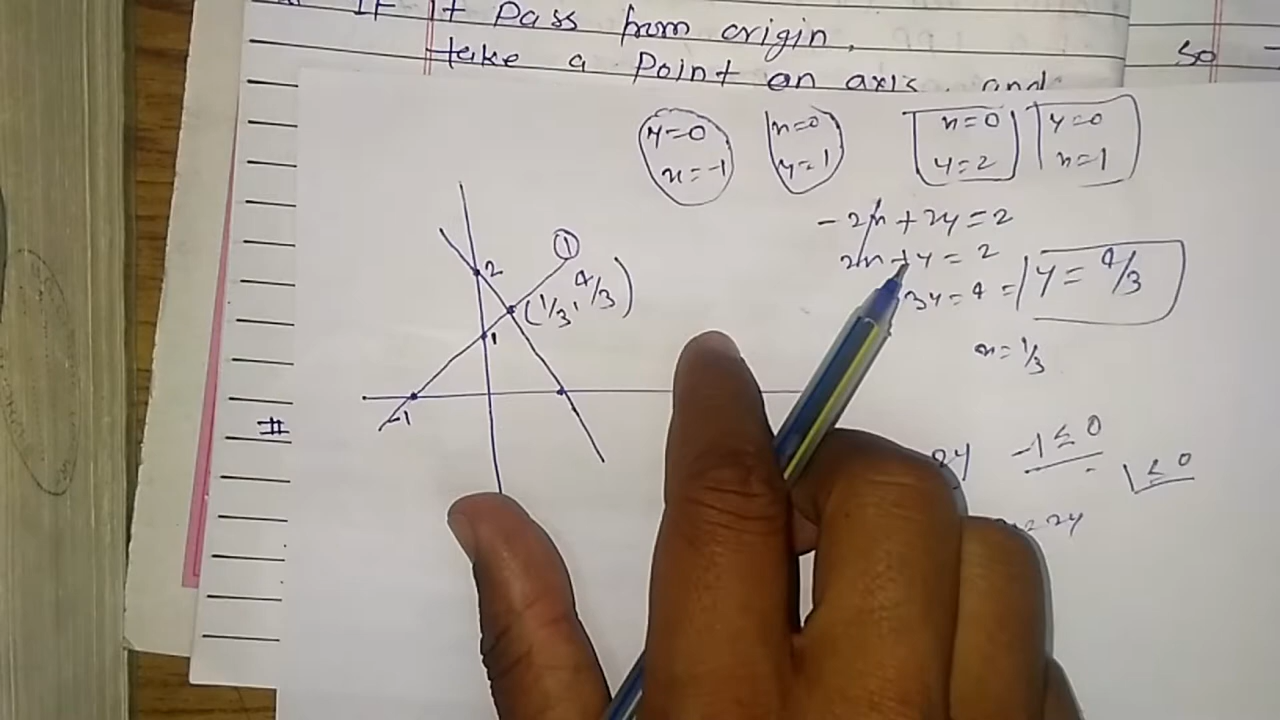 If it Pass from origin,
take a Point on axis, and
so
y=0
x=-1
x=0
y=1
x=0
y=2
y=0
x=1
-2x+2y=2
2x+y=2
3y=4 = y=4/3
x=1/3
1
2
(1/3, 4/3)
1
-1
#
2y
-1≤0
1≤0
=2y